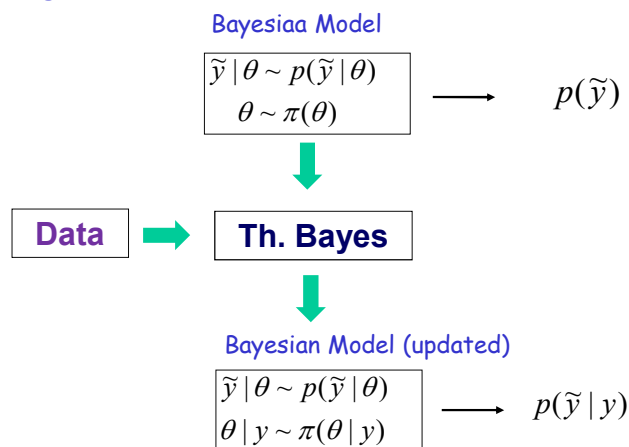 Bayesiaa Model
ỹ | θ ~ p(ỹ | θ)
θ ~ π(θ)
p(ỹ)
Data
Th. Bayes
Bayesian Model (updated)
ỹ | θ ~ p(ỹ | θ)
θ | y ~ π(θ | y)
p(ỹ | y)